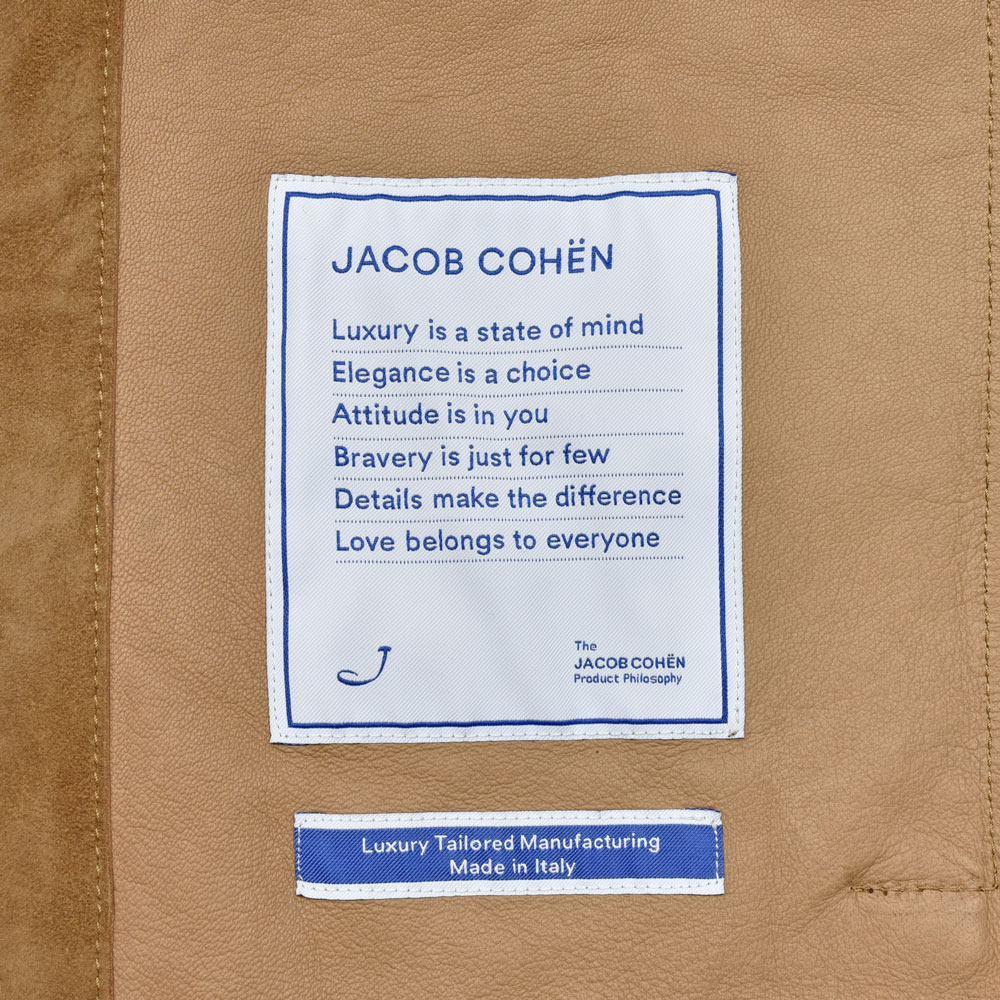 JACOB COHËN
Luxury is a state of mind
Elegance is a choice
Attitude is in you
Bravery is just for few
Details make the difference
Love belongs to everyone
J
The
JACOB COHËN
Product Philosophy
Luxury Tailored Manufacturing
Made in Italy